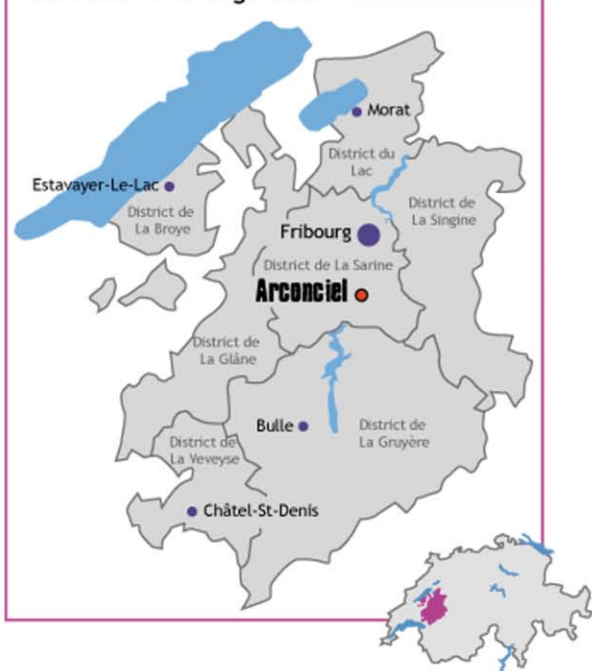 Morat
District du
Lac
Estavayer-Le-Lac
District de
La Broye
District de
La Singine
Fribourg
District de La Sarine
Arconciel
District de
La Glâne
Bulle
District de
La Gruyère
District de
La Veveyse
Châtel-St-Denis